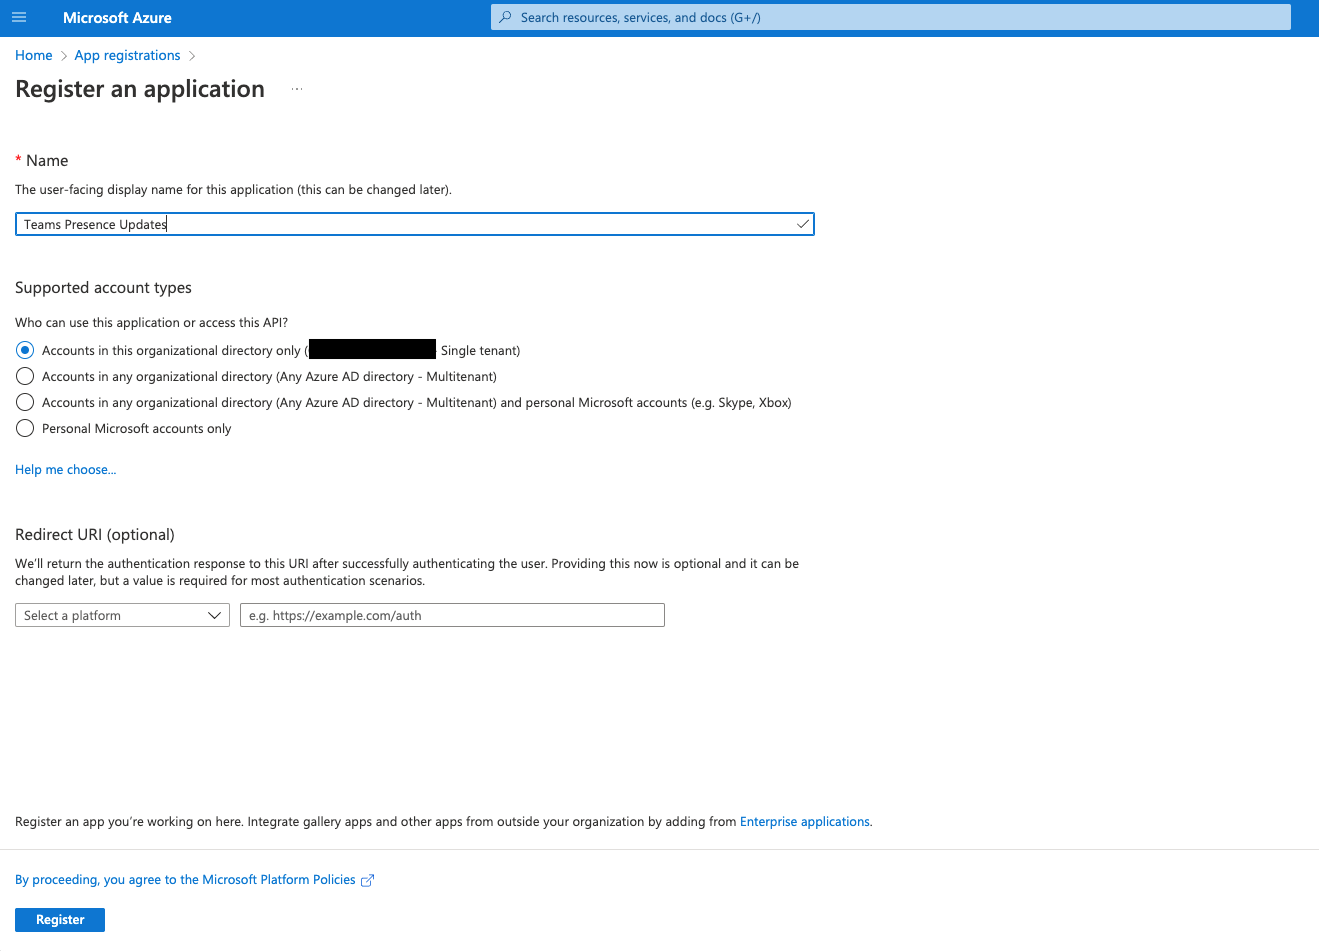 Microsoft Azure
Search resources, services, and docs (G+/)
Home > App registrations >
Register an application ...
* Name
The user-facing display name for this application (this can be changed later).
Teams Presence Updates
Supported account types
Who can use this application or access this API?
Accounts in this organizational directory only ( Single tenant)
Accounts in any organizational directory (Any Azure AD directory - Multitenant)
Accounts in any organizational directory (Any Azure AD directory - Multitenant) and personal Microsoft accounts (e.g. Skype, Xbox)
Personal Microsoft accounts only
Help me choose...
Redirect URI (optional)
We'll return the authentication response to this URI after successfully authenticating the user. Providing this now is optional and it can be
changed later, but a value is required for most authentication scenarios.
Select a platform
e.g. https://example.com/auth
Register an app you're working on here. Integrate gallery apps and other apps from outside your organization by adding from Enterprise applications.
By proceeding, you agree to the Microsoft Platform Policies
Register